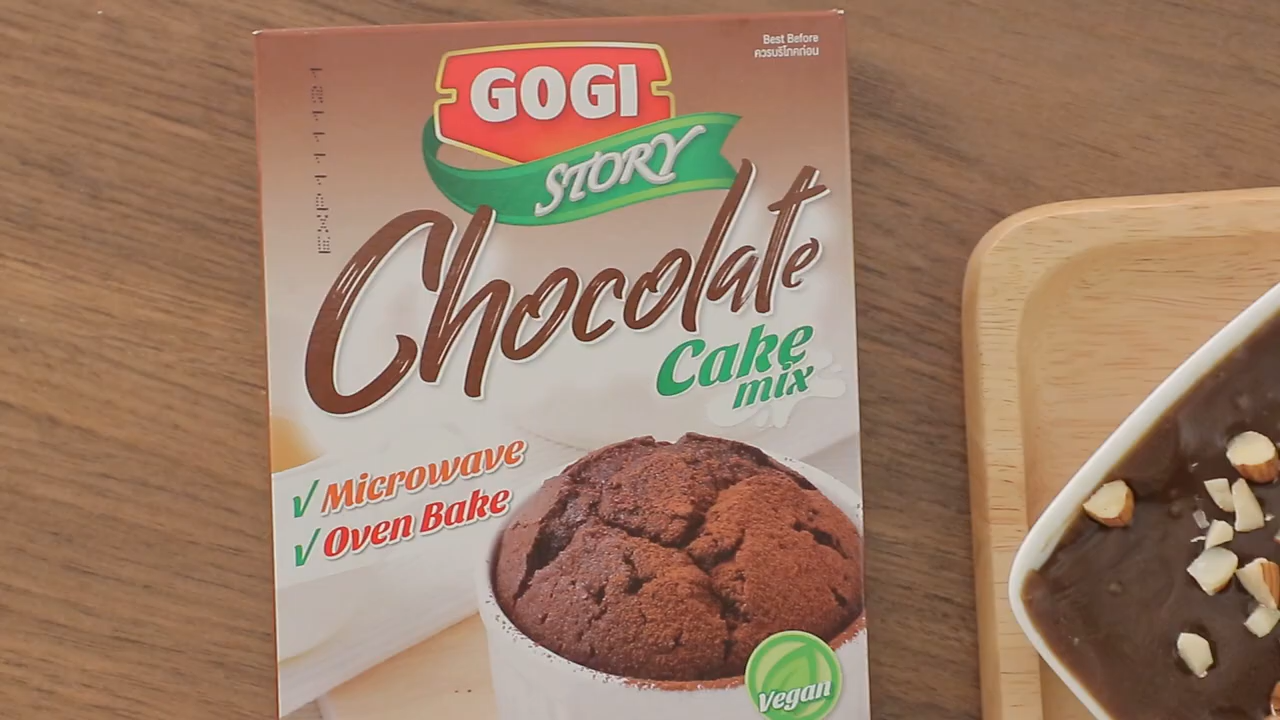 Best Before
ควรบริโภคก่อน
GOGI
STORY
Chocolate
Cake
mix
√ Microwave
√ Oven Bake
Vegan